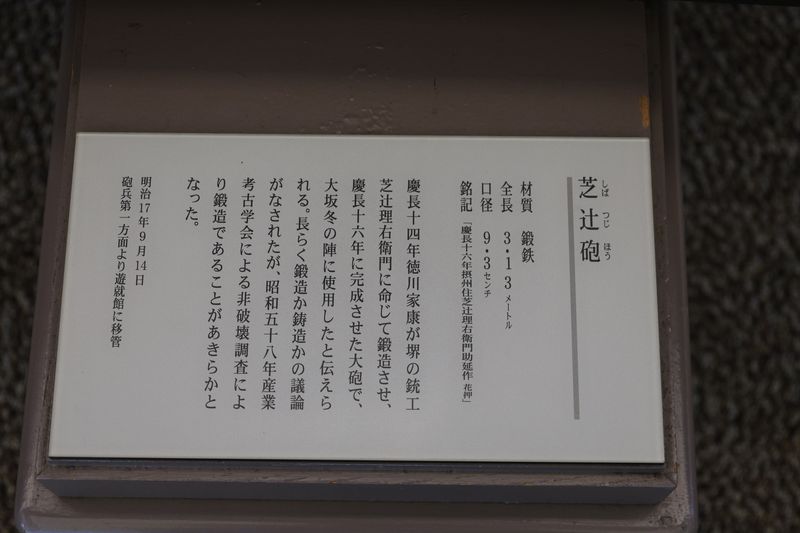 芝辻砲
しば つじ ほう
材質 鍛鉄
全長 3・13メートル
口径 9・3センチ
銘記「慶長十六年摂州住芝辻理右衛門助延作 花押」
慶長十四年徳川家康が堺の銃工
芝辻理右衛門に命じて鍛造させ、
慶長十六年に完成させた大砲で、
大坂冬の陣に使用したと伝えら
れる。長らく鍛造か鋳造かの議論
がなされたが、昭和五十八年産業
考古学会による非破壊調査によ
り鍛造であることがあきらかと
なった。
明治17年9月14日
砲兵第一方面より遊就館に移管